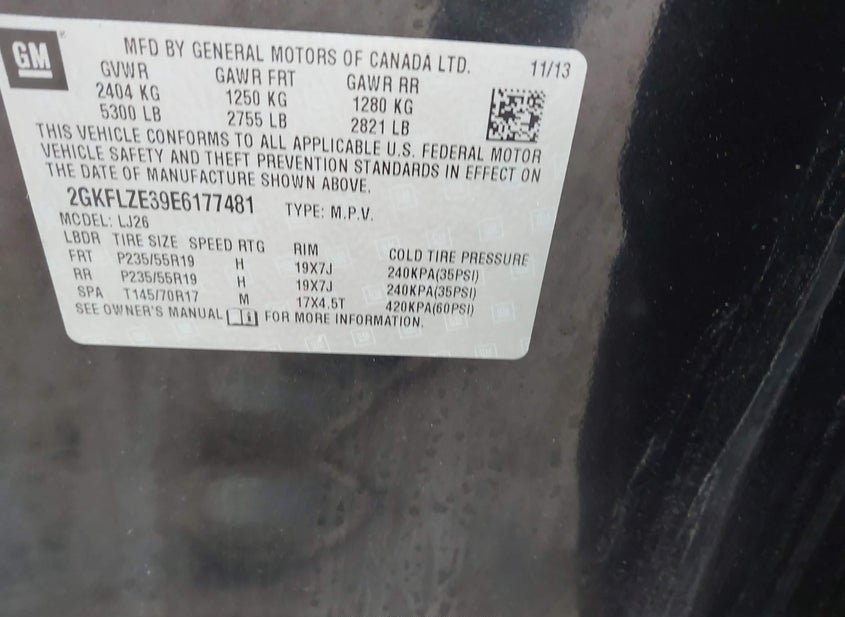 GM
MFD BY GENERAL MOTORS OF CANADA LTD. 11/13
GVWR GAWR FRT GAWR RR
2404 KG 1250 KG 1280 KG
5300 LB 2755 LB 2821 LB
THIS VEHICLE CONFORMS TO ALL APPLICABLE U.S. FEDERAL MOTOR
VEHICLE SAFETY AND THEFT PREVENTION STANDARDS IN EFFECT ON
THE DATE OF MANUFACTURE SHOWN ABOVE.
2GKFLZE39E6177481 TYPE: M.P.V.
MODEL: LJ26
LBDR TIRE SIZE SPEED RTG RIM COLD TIRE PRESSURE
FRT P235/55R19 H 19X7J 240KPA(35PSI)
RR P235/55R19 H 19X7J 240KPA(35PSI)
SPA T145/70R17 M 17X4.5T 420KPA(60PSI)
SEE OWNER'S MANUAL FOR MORE INFORMATION.